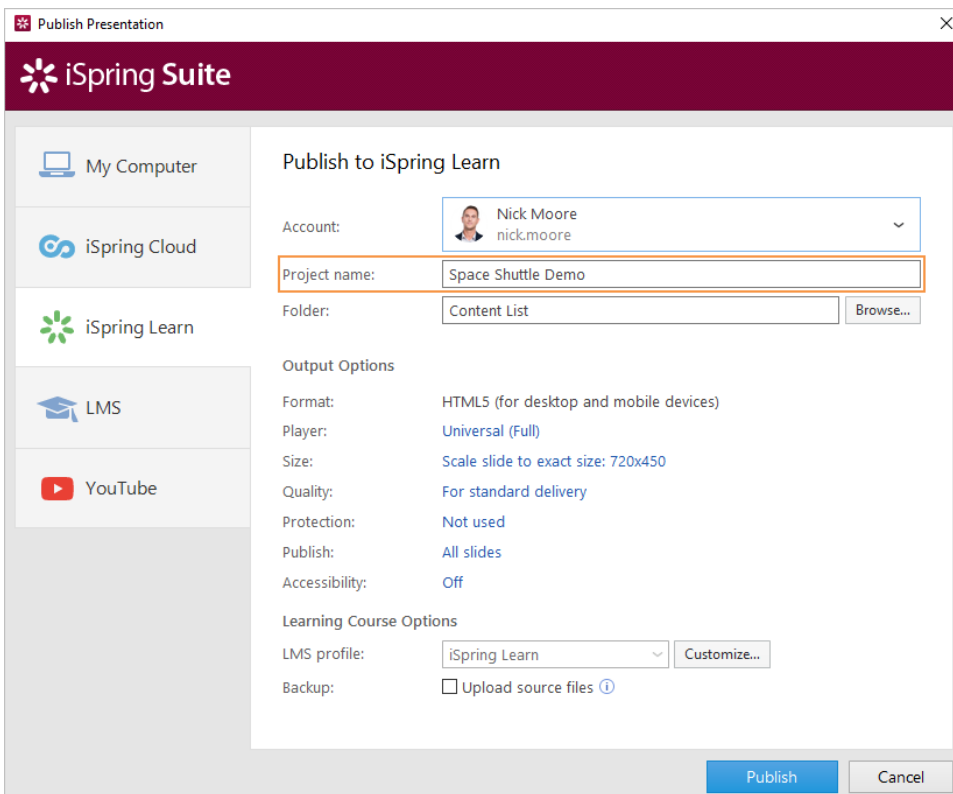 Publish Presentation
iSpring Suite
My Computer
iSpring Cloud
iSpring Learn
LMS
YouTube
Publish to iSpring Learn
Account:
Nick Moore
nick.moore
Project name:
Space Shuttle Demo
Folder:
Content List
Browse...
Output Options
Format:
HTML5 (for desktop and mobile devices)
Player:
Universal (Full)
Size:
Scale slide to exact size: 720x450
Quality:
For standard delivery
Protection:
Not used
Publish:
All slides
Accessibility:
Off
Learning Course Options
LMS profile:
iSpring Learn
Customize...
Backup:
Upload source files
Publish
Cancel